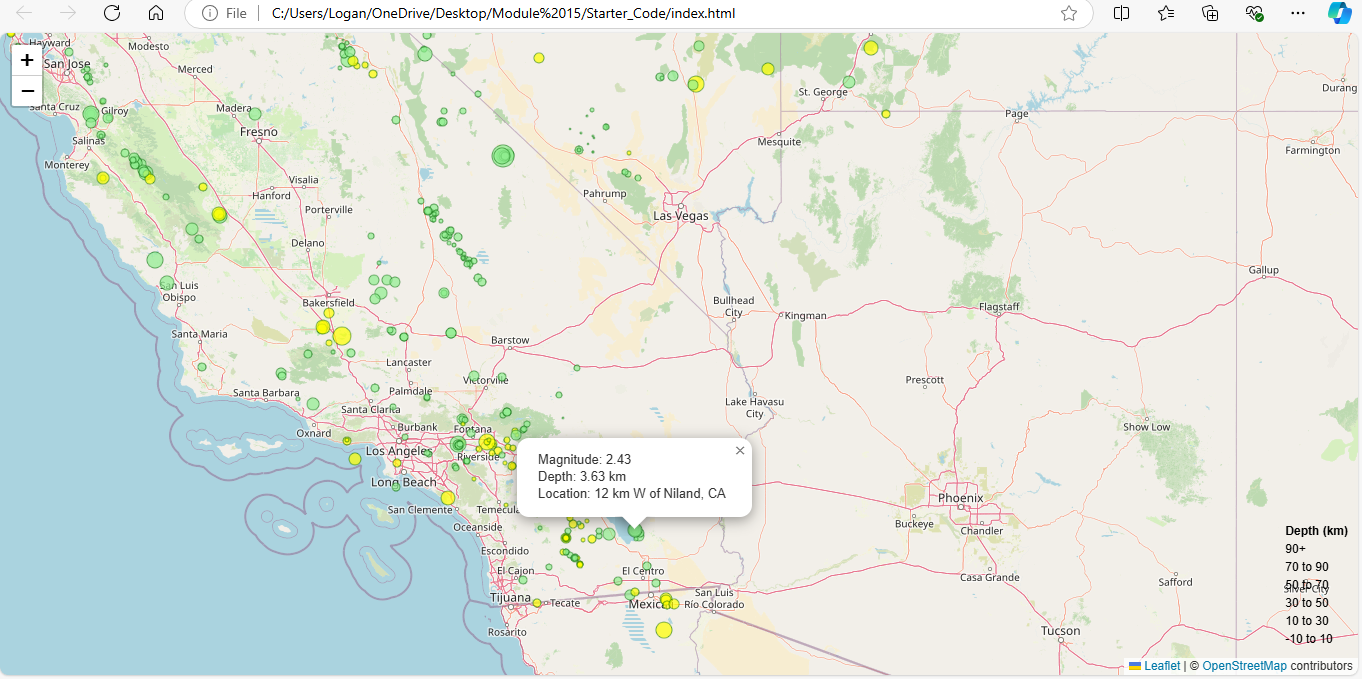 File
C:/Users/Logan/OneDrive/Desktop/Module%2015/Starter_Code/index.html
Hayward
Modesto
San Jose
Merced
+
−
Santa Cruz
Gilroy
Madera
Salinas
Fresno
Monterey
Visalia
Hanford
Porterville
Delano
San Luis
Obispo
Bakersfield
Santa Maria
Lancaster
Barstow
Victorville
Palmdale
Santa Barbara
Santa Clarita
Oxnard
Burbank
Fontana
Los Angeles
Riverside
Long Beach
San Clemente
Temecula
Oceanside
Escondido
El Cajon
El Centro
Tijuana
Tecate
Mexicali
San Luis
Río Colorado
Rosarito
St. George
Mesquite
Pahrump
Las Vegas
Page
Durang
Farmington
Gallup
Bullhead
City
Kingman
Flagstaff
Prescott
Lake Havasu
City
Show Low
Phoenix
Buckeye
Chandler
Casa Grande
Safford
Silver City
Tucson
Magnitude: 2.43
Depth: 3.63 km
Location: 12 km W of Niland, CA
×
Depth (km)
90+
70 to 90
50 to 70
30 to 50
10 to 30
-10 to 10
Leaflet | © OpenStreetMap contributors